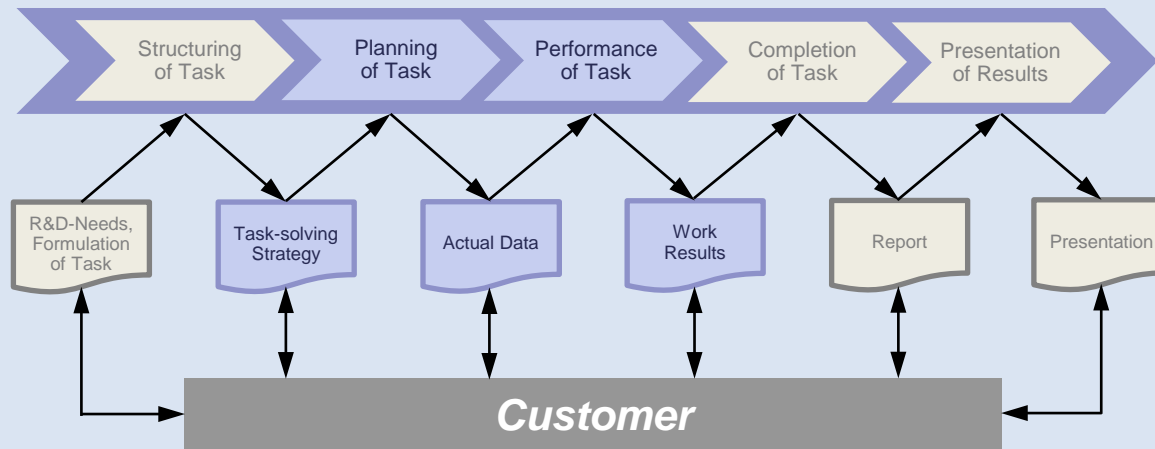 Structuring
of Task
Planning
of Task
Performance
of Task
Completion
of Task
Presentation
of Results
R&D-Needs,
Formulation
of Task
Task-solving
Strategy
Actual Data
Work
Results
Report
Presentation
Customer